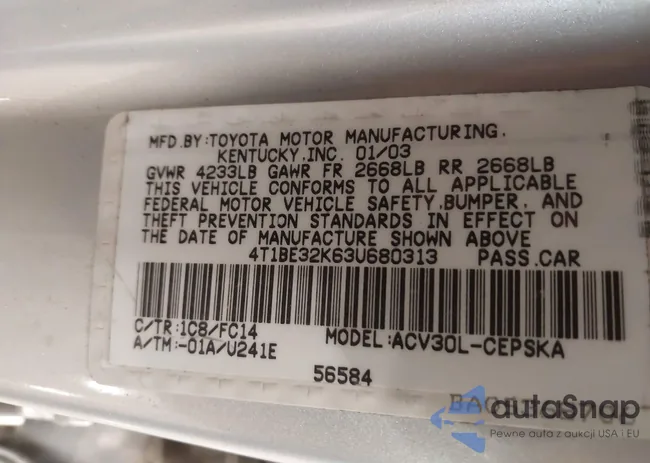 MFD.BY:TOYOTA MOTOR MANUFACTURING.
KENTUCKY.INC. 01/03
GVWR 4233LB GAWR FR 2668LB RR 2668LB
THIS VEHICLE CONFORMS TO ALL APPLICABLE
FEDERAL MOTOR VEHICLE SAFETY.BUMPER. AND
THEFT PREVENTION STANDARDS IN EFFECT ON
THE DATE OF MANUFACTURE SHOWN ABOVE
4T1BE32K63U680313 PASS.CAR
C/TR:1C8/FC14 MODEL:ACV30L-CEPSKA
A/TM:-01A/U241E
56584
autoSnap
Pewne auta z aukcji USA i EU